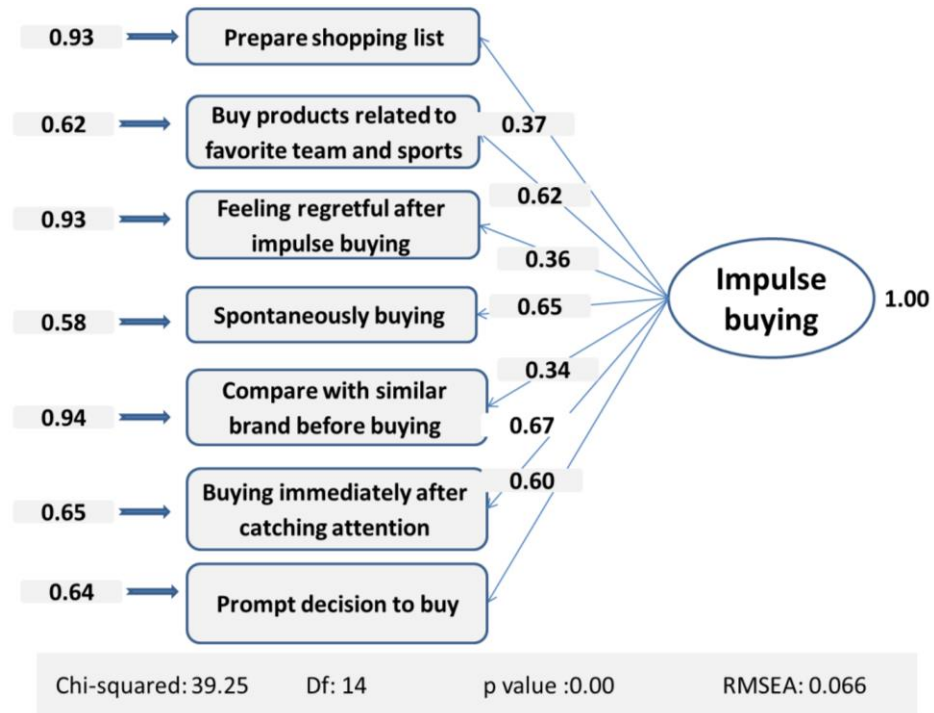 0.93
Prepare shopping list
0.62
Buy products related to
favorite team and sports
0.37
0.93
Feeling regretful after
impulse buying
0.62
0.36
0.58
Spontaneously buying
0.65
Impulse
buying
1.00
0.94
Compare with similar
brand before buying
0.34
0.67
0.65
Buying immediately after
catching attention
0.60
0.64
Prompt decision to buy
Chi-squared: 39.25 Df: 14 p value :0.00 RMSEA: 0.066